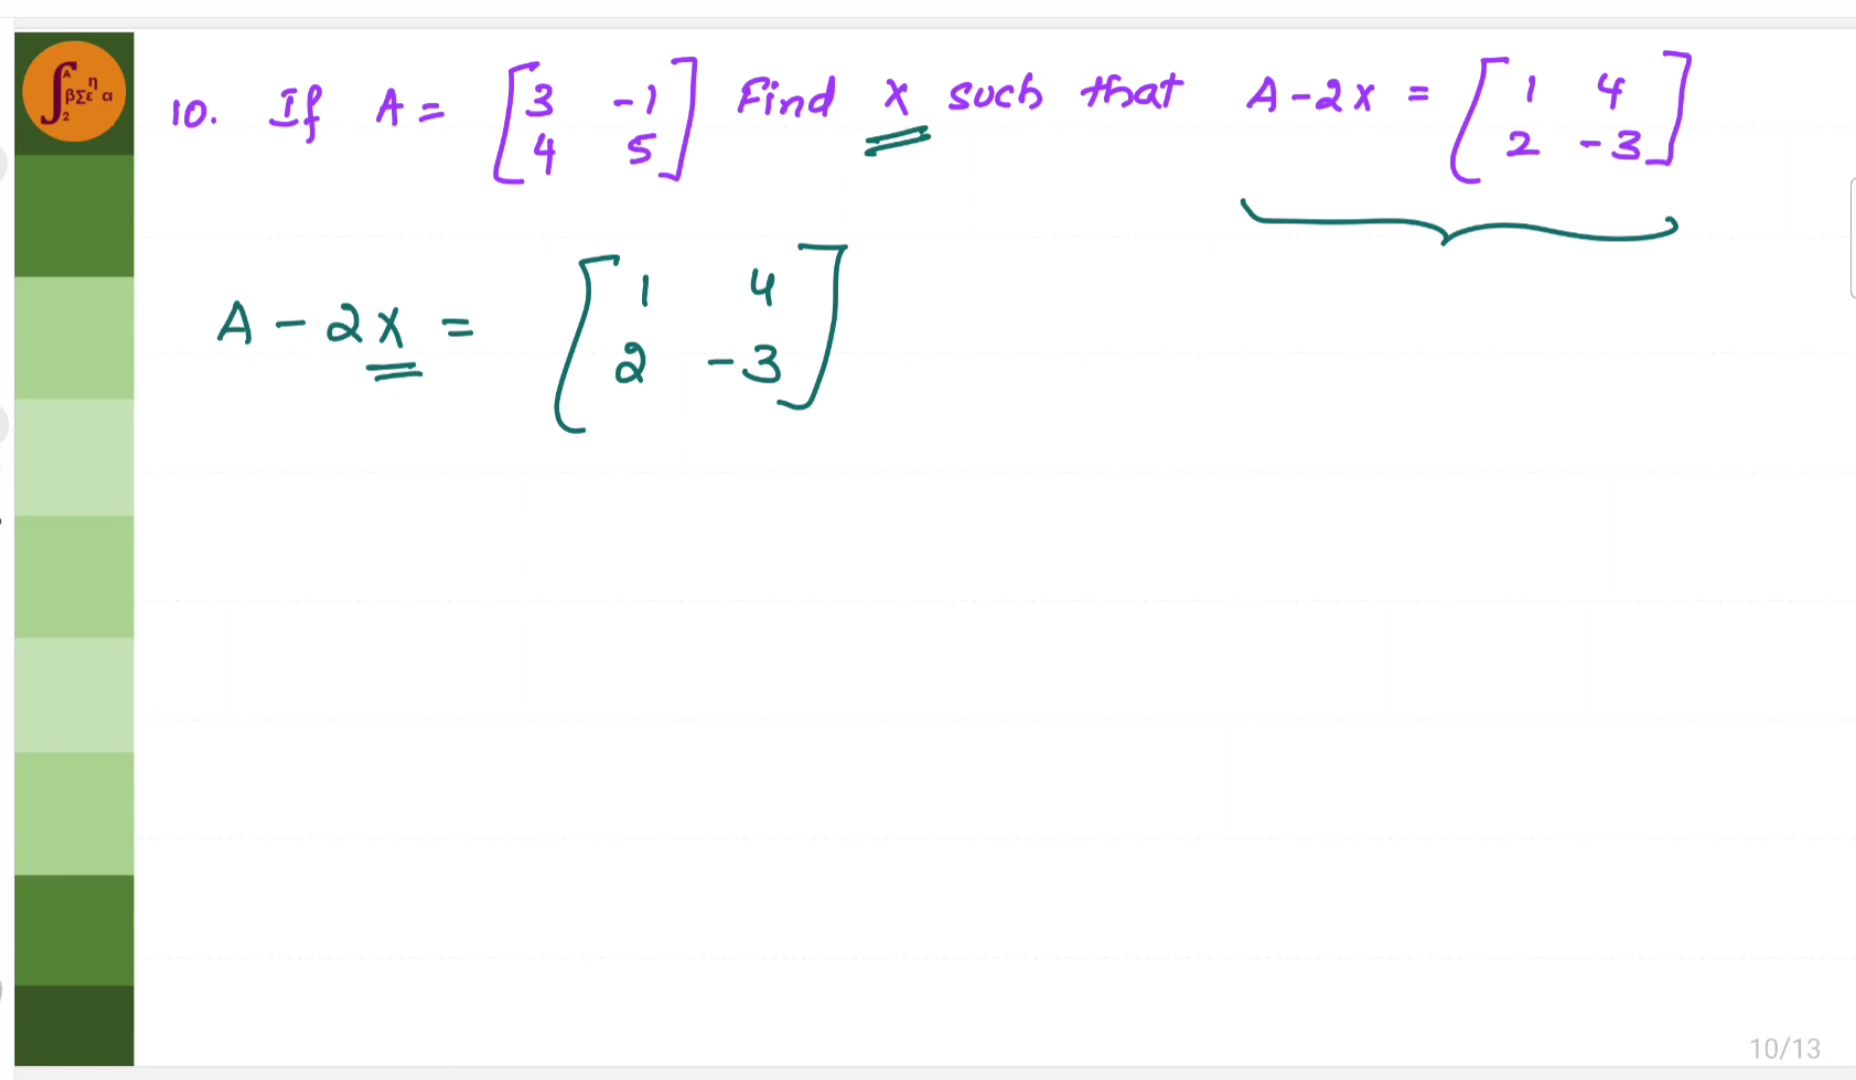 10. If A = [3 -1] Find x such that A-2x = [1 4]
[4 5] [2 -3]
A - 2x = [1 4]
[2 -3]
10/13